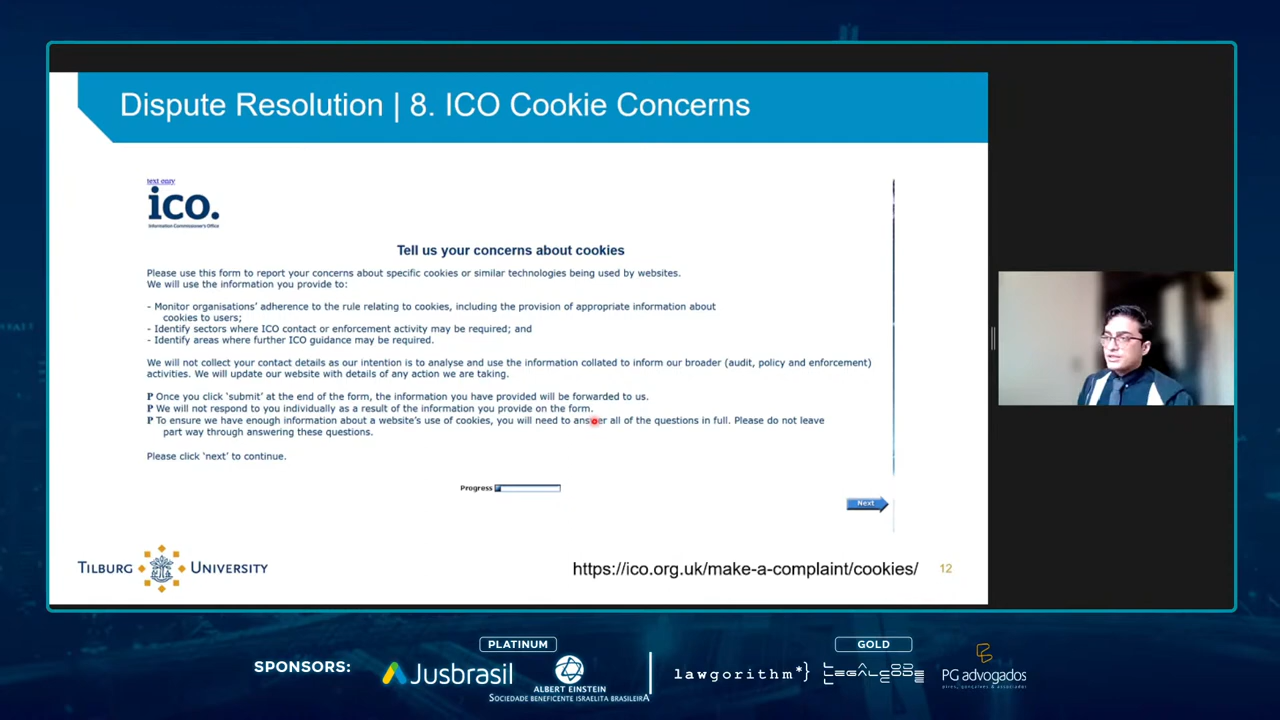 Dispute Resolution | 8. ICO Cookie Concerns
text only
ico.
Information Commissioner's Office
Tell us your concerns about cookies
Please use this form to report your concerns about specific cookies or similar technologies being used by websites.
We will use the information you provide to:
- Monitor organisations' adherence to the rule relating to cookies, including the provision of appropriate information about
cookies to users;
- Identify sectors where ICO contact or enforcement activity may be required; and
- Identify areas where further ICO guidance may be required.
We will not collect your contact details as our intention is to analyse and use the information collated to inform our broader (audit, policy and enforcement)
activities. We will update our website with details of any action we are taking.
P Once you click 'submit' at the end of the form, the information you have provided will be forwarded to us.
P We will not respond to you individually as a result of the information you provide on the form.
P To ensure we have enough information about a website's use of cookies, you will need to answer all of the questions in full. Please do not leave
part way through answering these questions.
Please click 'next' to continue.
Progress
Next
TILBURG UNIVERSITY
https://ico.org.uk/make-a-complaint/cookies/
12
SPONSORS:
PLATINUM
Jusbrasil
ALBERT EINSTEIN
SOCIEDADE BENEFICENTE ISRAELITA BRASILEIRA
GOLD
lawgorithm*}
LEGALCODE
PG advogados